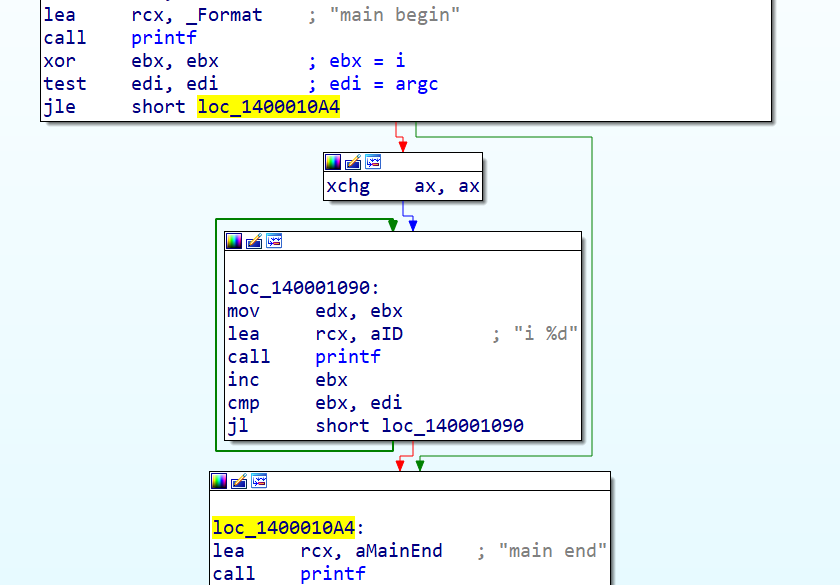 lea rcx, _Format ; "main begin"
call printf
xor ebx, ebx ; ebx = i
test edi, edi ; edi = argc
jle short loc_1400010A4
xchg ax, ax
loc_140001090:
mov edx, ebx
lea rcx, aID ; "i %d"
call printf
inc ebx
cmp ebx, edi
jl short loc_140001090
loc_1400010A4:
lea rcx, aMainEnd ; "main end"
call printf